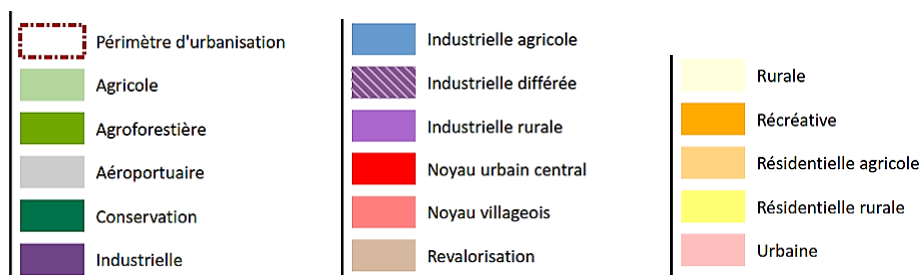 Périmètre d'urbanisation
Agricole
Agroforestière
Aéroportuaire
Conservation
Industrielle
Industrielle agricole
Industrielle différée
Industrielle rurale
Noyau urbain central
Noyau villageois
Revalorisation
Rurale
Récréative
Résidentielle agricole
Résidentielle rurale
Urbaine